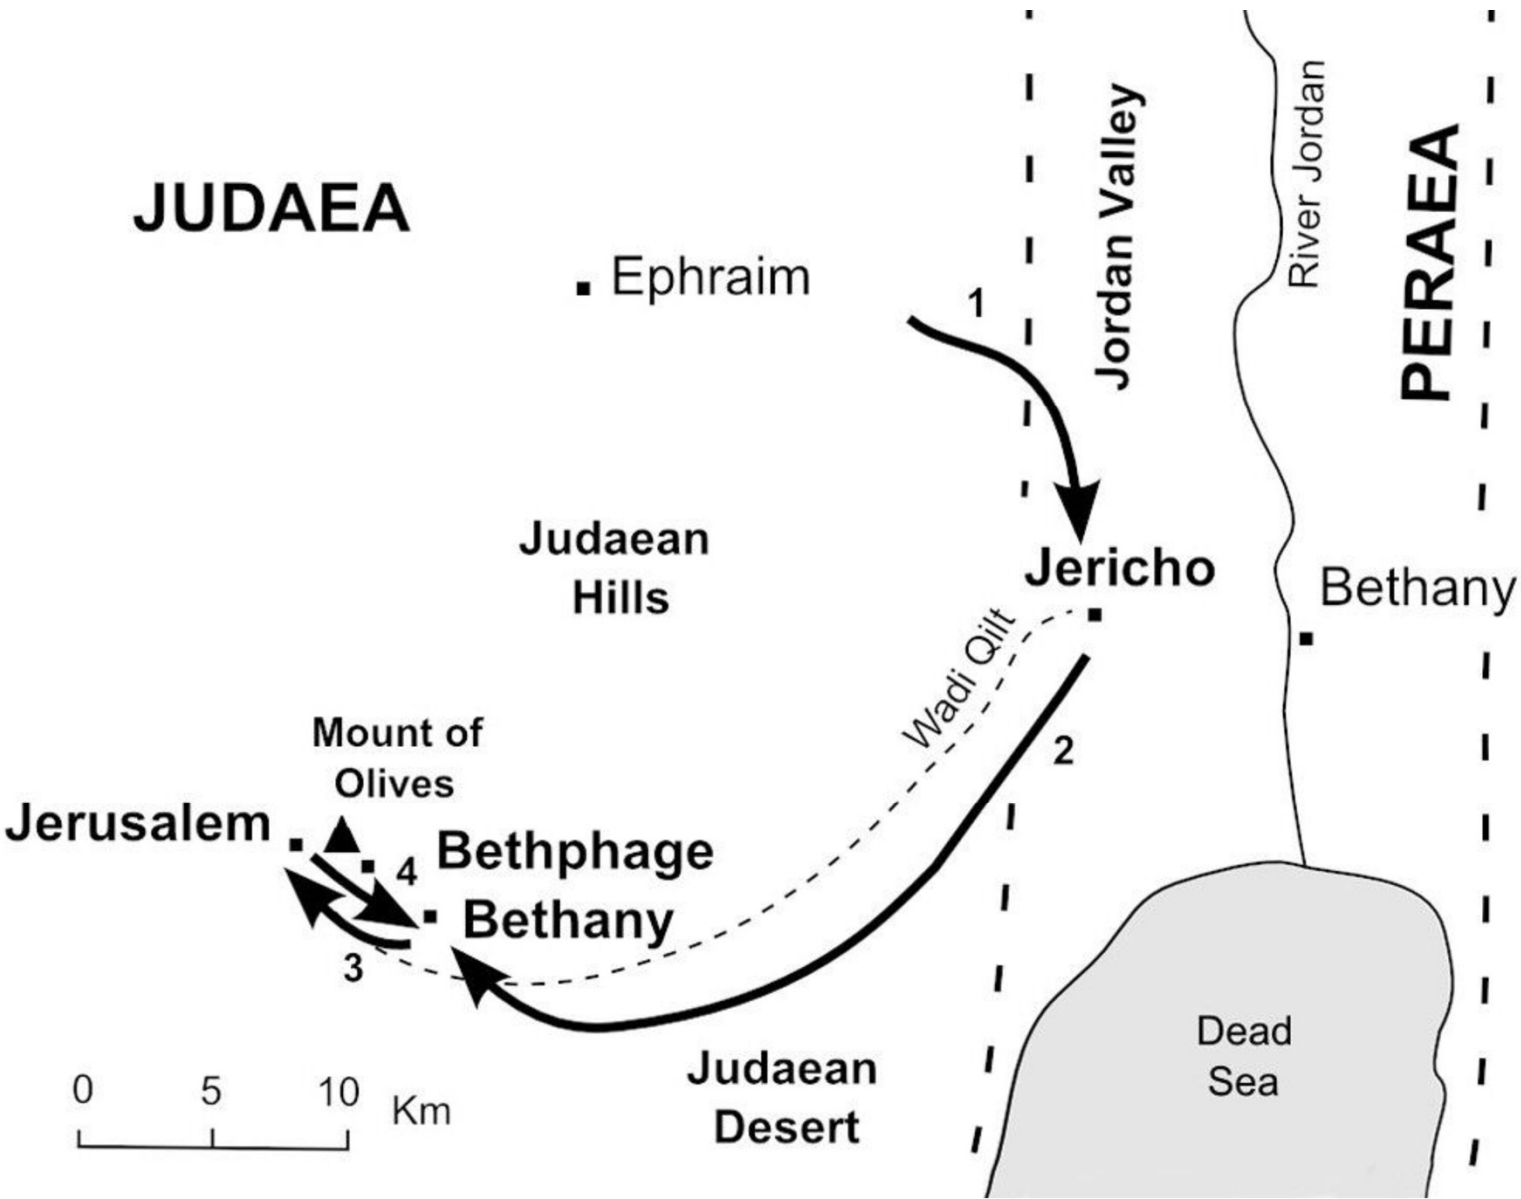 JUDAEA
Ephraim
1
Jordan Valley
River Jordan
PERAEA
Judaean
Hills
Jericho
Bethany
Wadi Qilt
2
Mount of
Olives
Jerusalem
4
Bethphage
Bethany
3
Judaean
Desert
Dead
Sea
0 5 10 Km